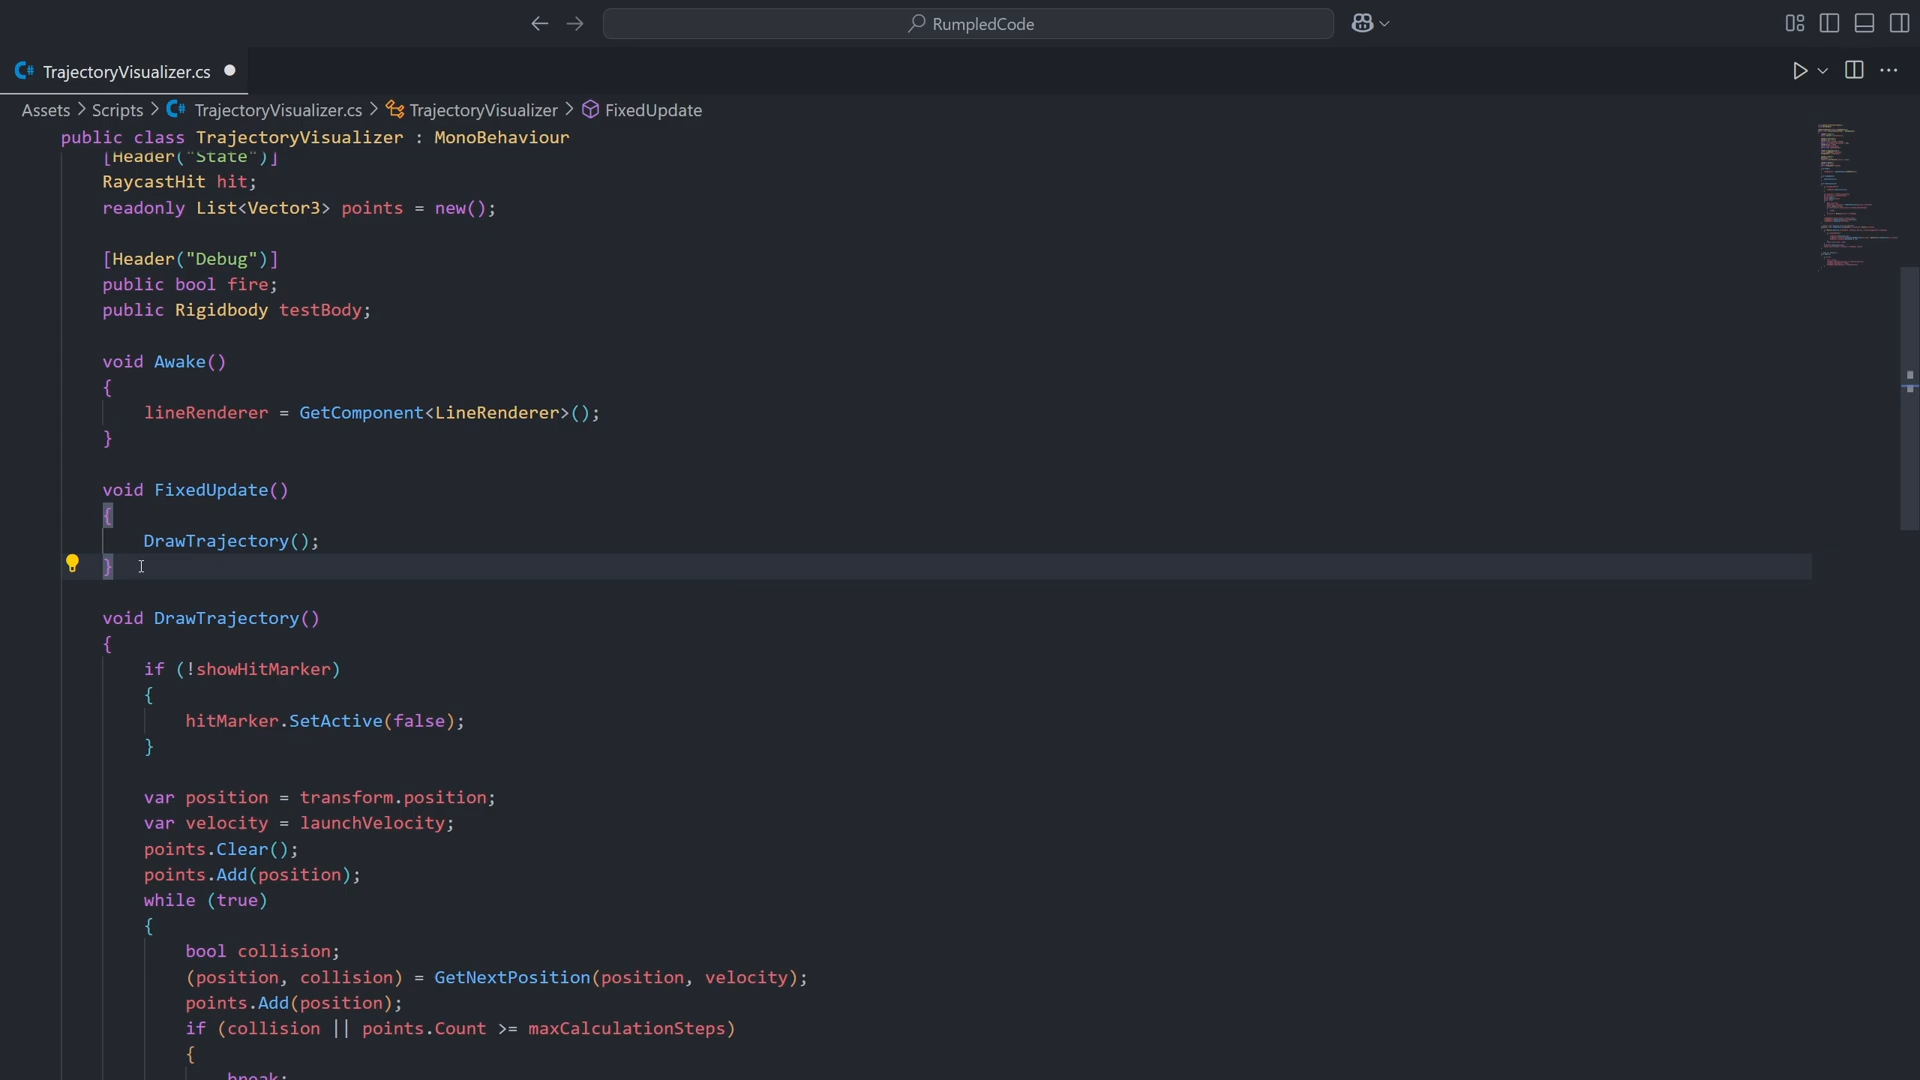 RumpledCode
TrajectoryVisualizer.cs
Assets > Scripts > TrajectoryVisualizer.cs > TrajectoryVisualizer > FixedUpdate
public class TrajectoryVisualizer : MonoBehaviour
[Header("State")]
RaycastHit hit;
readonly List<Vector3> points = new();
[Header("Debug")]
public bool fire;
public Rigidbody testBody;
void Awake()
{
lineRenderer = GetComponent<LineRenderer>();
}
void FixedUpdate()
{
DrawTrajectory();
}
void DrawTrajectory()
{
if (!showHitMarker)
{
hitMarker.SetActive(false);
}
var position = transform.position;
var velocity = launchVelocity;
points.Clear();
points.Add(position);
while (true)
{
bool collision;
(position, collision) = GetNextPosition(position, velocity);
points.Add(position);
if (collision || points.Count >= maxCalculationSteps)
{
break;